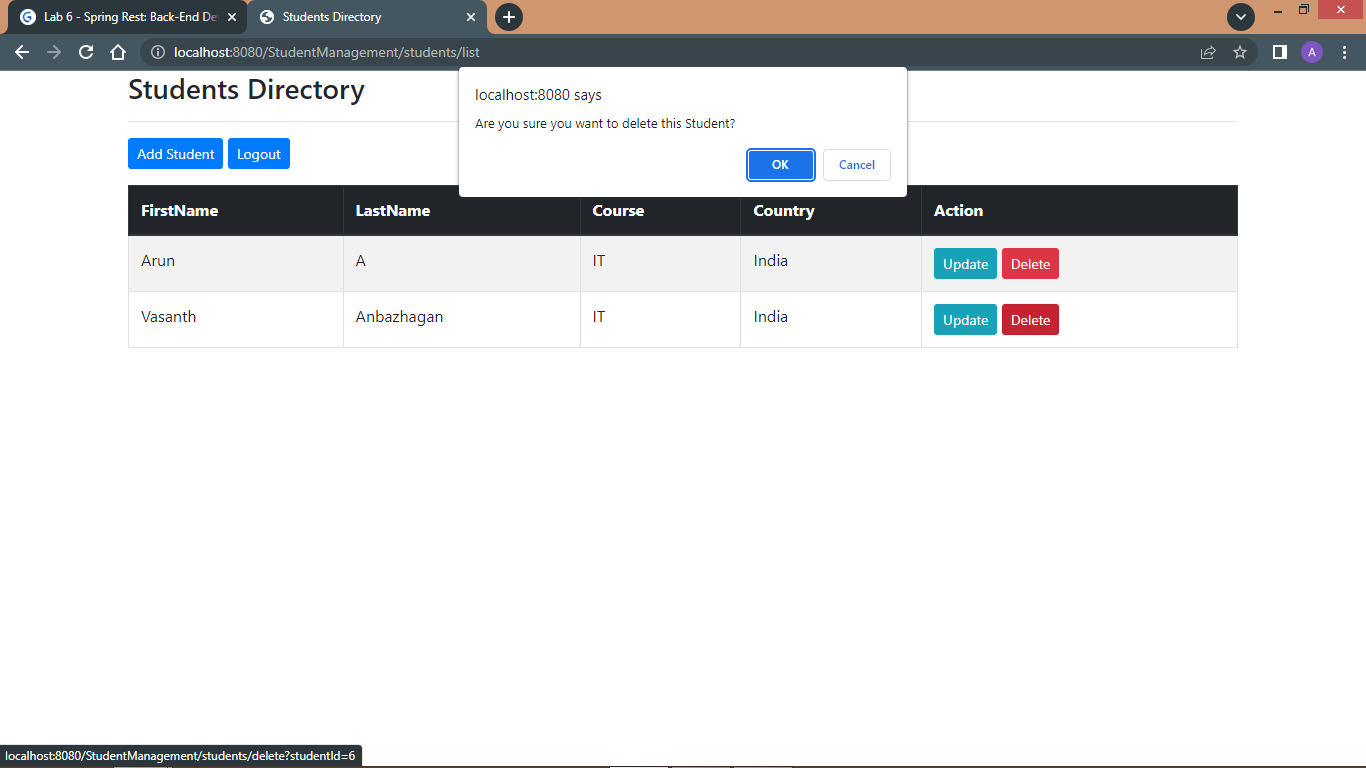 Lab 6 - Spring Rest: Back-End De
Students Directory
localhost:8080/StudentManagement/students/list
A
Students Directory
localhost:8080 says
Are you sure you want to delete this Student?
OK Cancel
Add Student Logout
FirstName LastName Course Country Action
Arun A IT India Update Delete
Vasanth Anbazhagan IT India Update Delete
localhost:8080/StudentManagement/students/delete?studentId=6